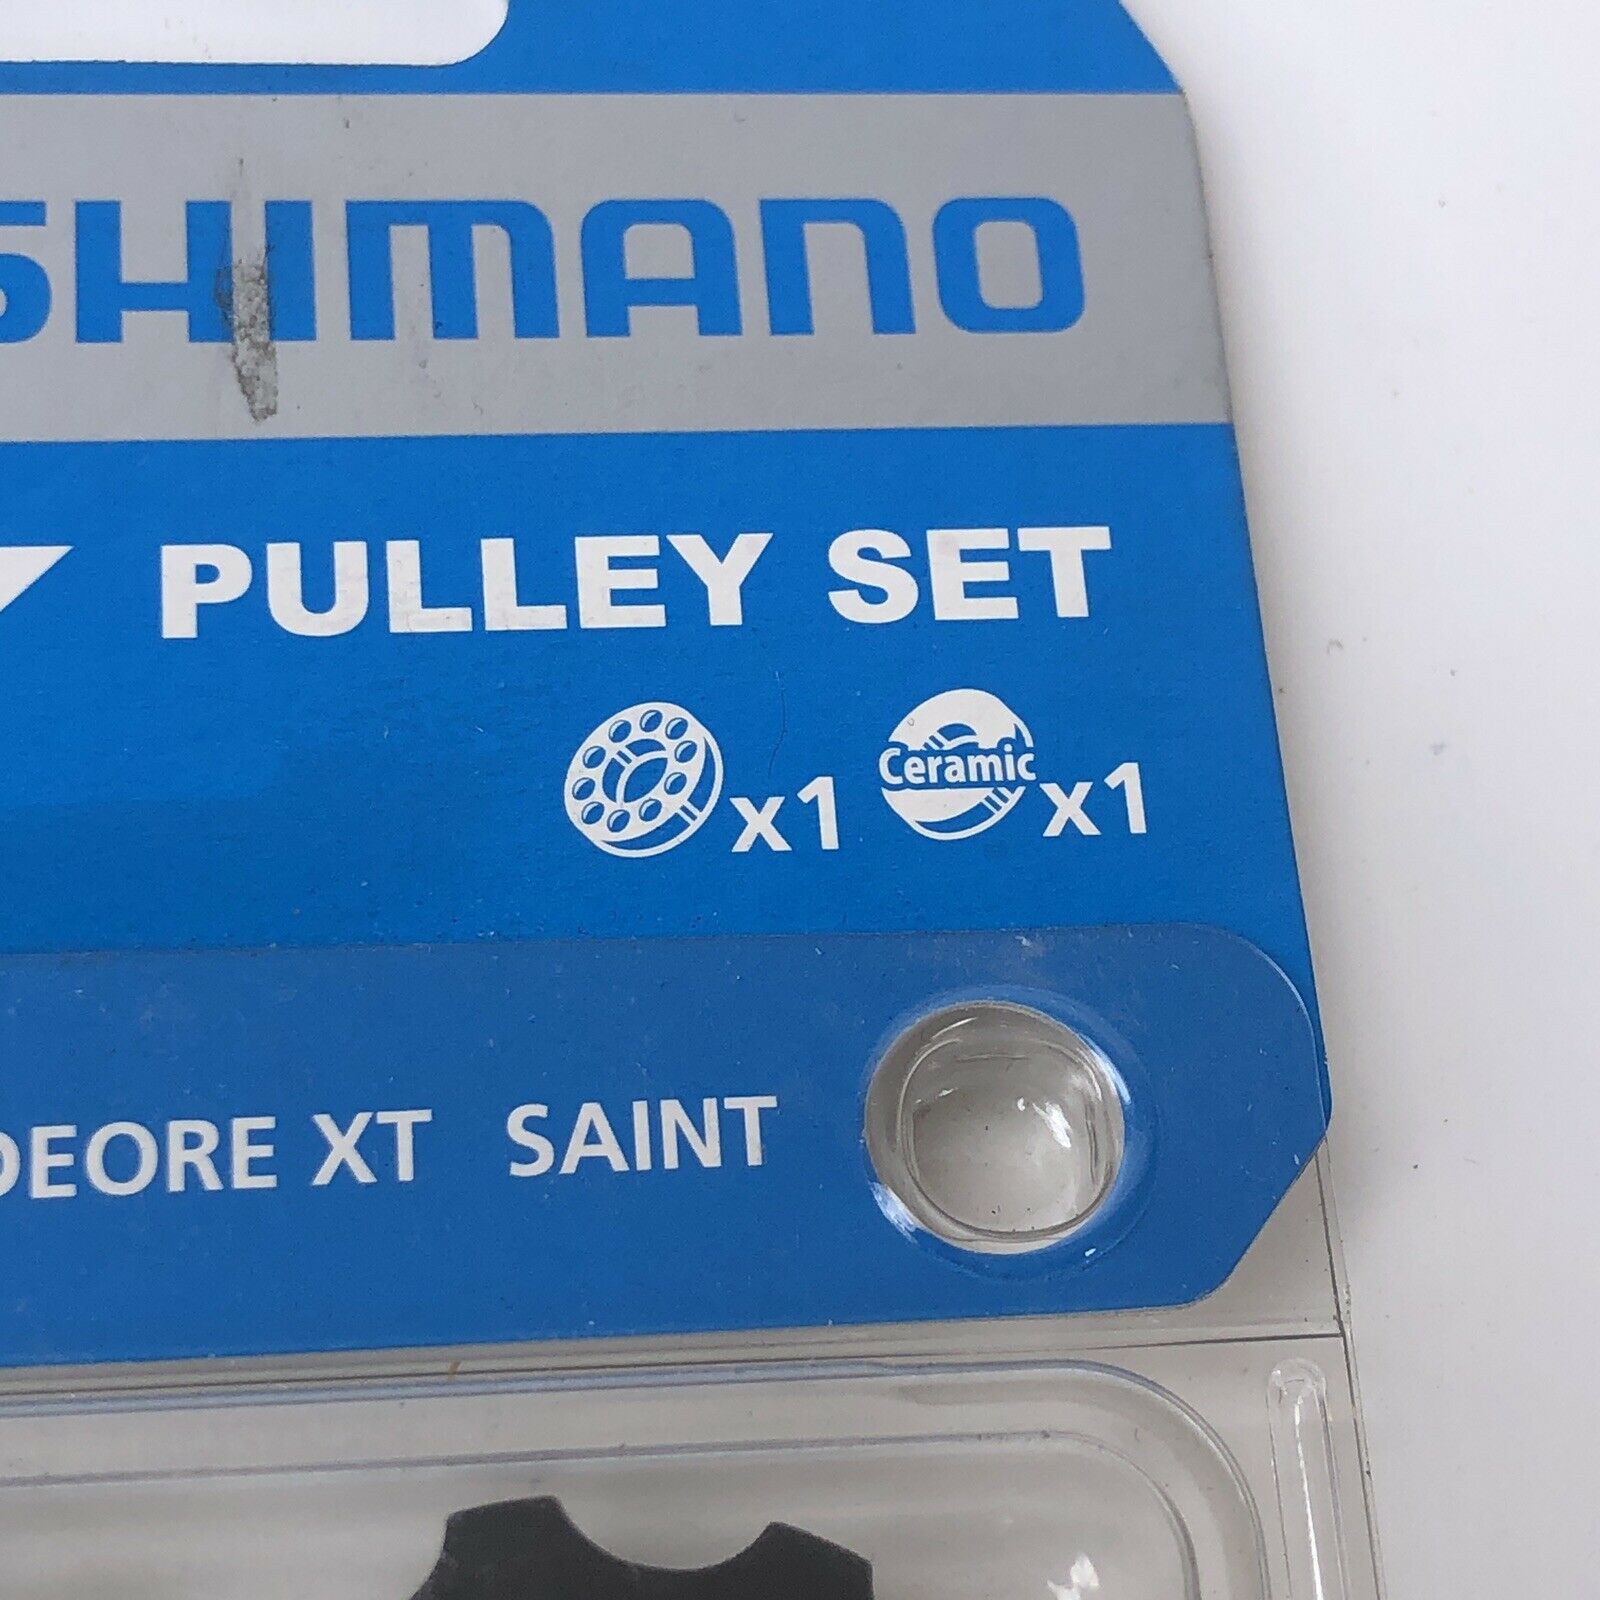 SHIMANO
PULLEY SET
x1 Ceramic x1
DEORE XT SAINT